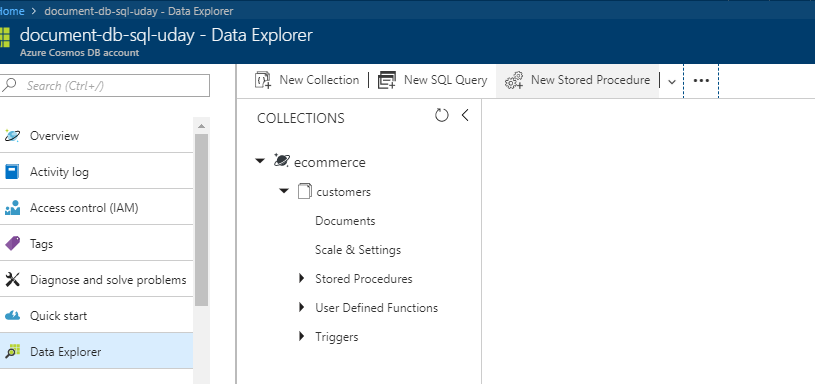 Home > document-db-sql-uday - Data Explorer
document-db-sql-uday - Data Explorer
Azure Cosmos DB account
Search (Ctrl+/)
Overview
Activity log
Access control (IAM)
Tags
Diagnose and solve problems
Quick start
Data Explorer
New Collection
New SQL Query
New Stored Procedure
COLLECTIONS
ecommerce
customers
Documents
Scale & Settings
Stored Procedures
User Defined Functions
Triggers